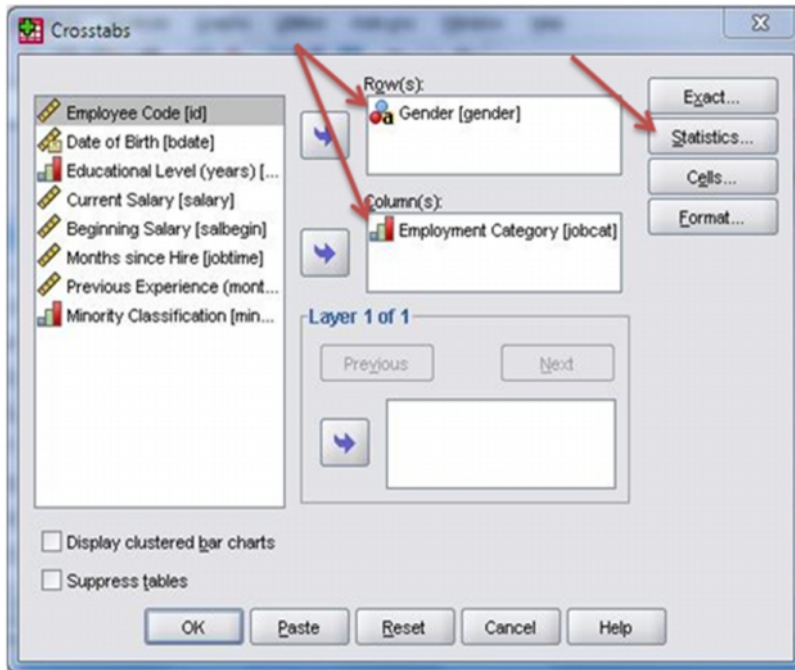 Crosstabs
Employee Code [id]
Date of Birth [bdate]
Educational Level (years) [...
Current Salary [salary]
Beginning Salary [salbegin]
Months since Hire [jobtime]
Previous Experience (mont...
Minority Classification [min...
Row(s):
Gender [gender]
Column(s):
Employment Category [jobcat]
Layer 1 of 1
Previous
Next
Exact...
Statistics...
Cells...
Format...
Display clustered bar charts
Suppress tables
OK
Paste
Reset
Cancel
Help